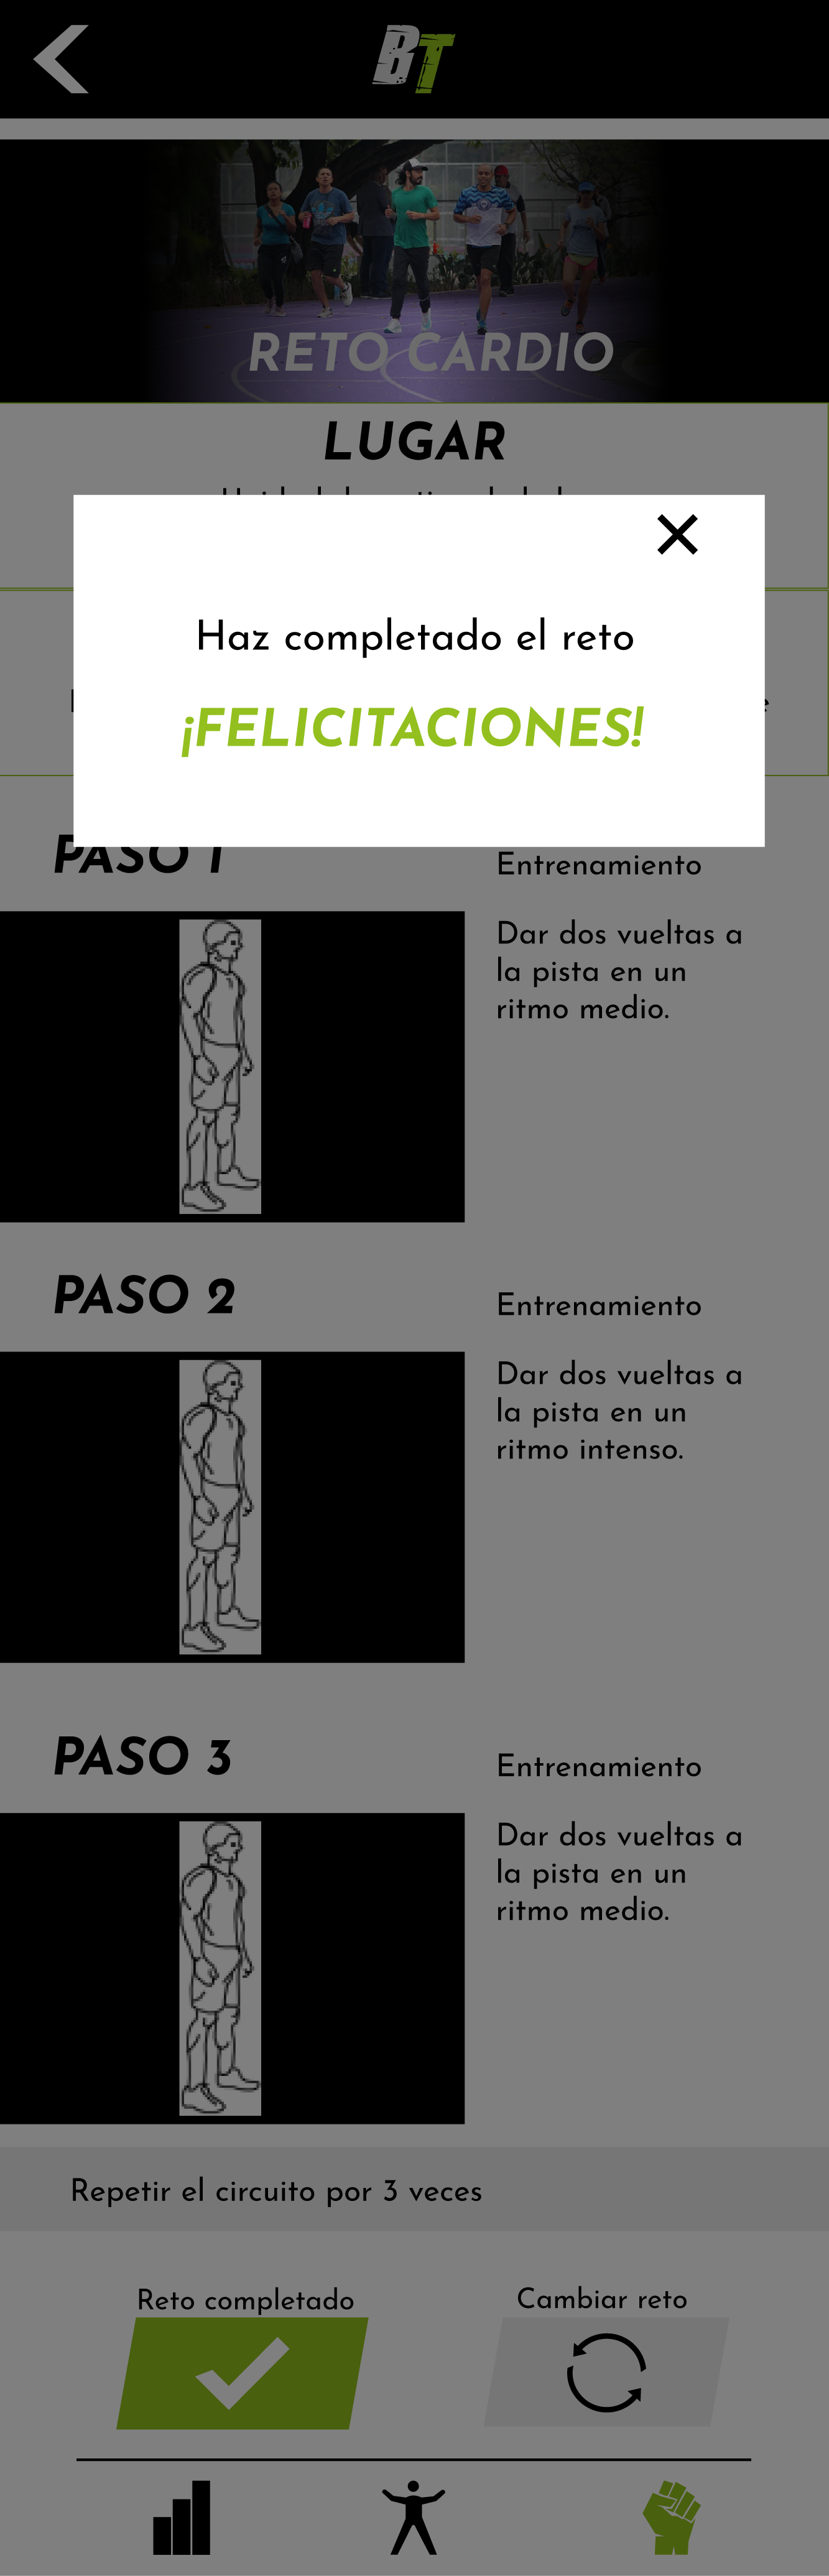 BT
RETO CARDIO
LUGAR
Haz completado el reto
¡FELICITACIONES!
PASO 1
Entrenamiento
Dar dos vueltas a
la pista en un
ritmo medio.
PASO 2
Entrenamiento
Dar dos vueltas a
la pista en un
ritmo intenso.
PASO 3
Entrenamiento
Dar dos vueltas a
la pista en un
ritmo medio.
Repetir el circuito por 3 veces
Reto completado
Cambiar reto